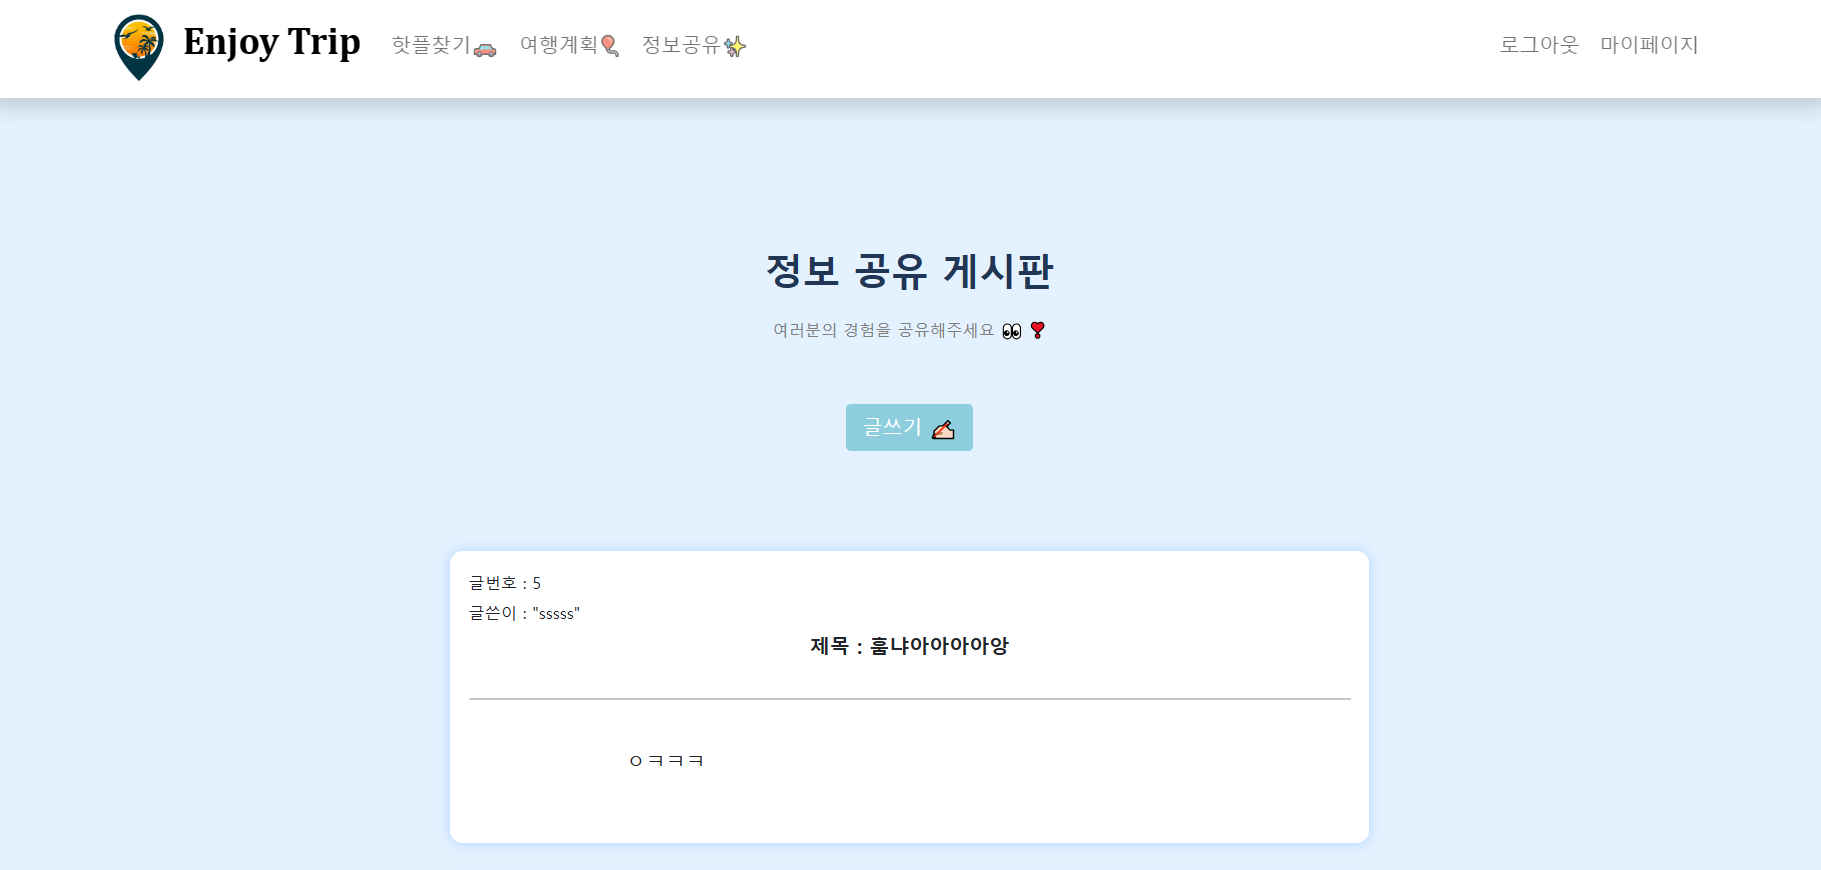 Enjoy Trip 핫플찾기🚗 여행계획🎈 정보공유✨ 로그아웃 마이페이지
정보 공유 게시판
여러분의 경험을 공유해주세요 👀 ❣
글쓰기 ✍
글번호 : 5
글쓴이 : "sssss"
제목 : 훔냐아아아아앙
ㅇㅋㅋㅋ